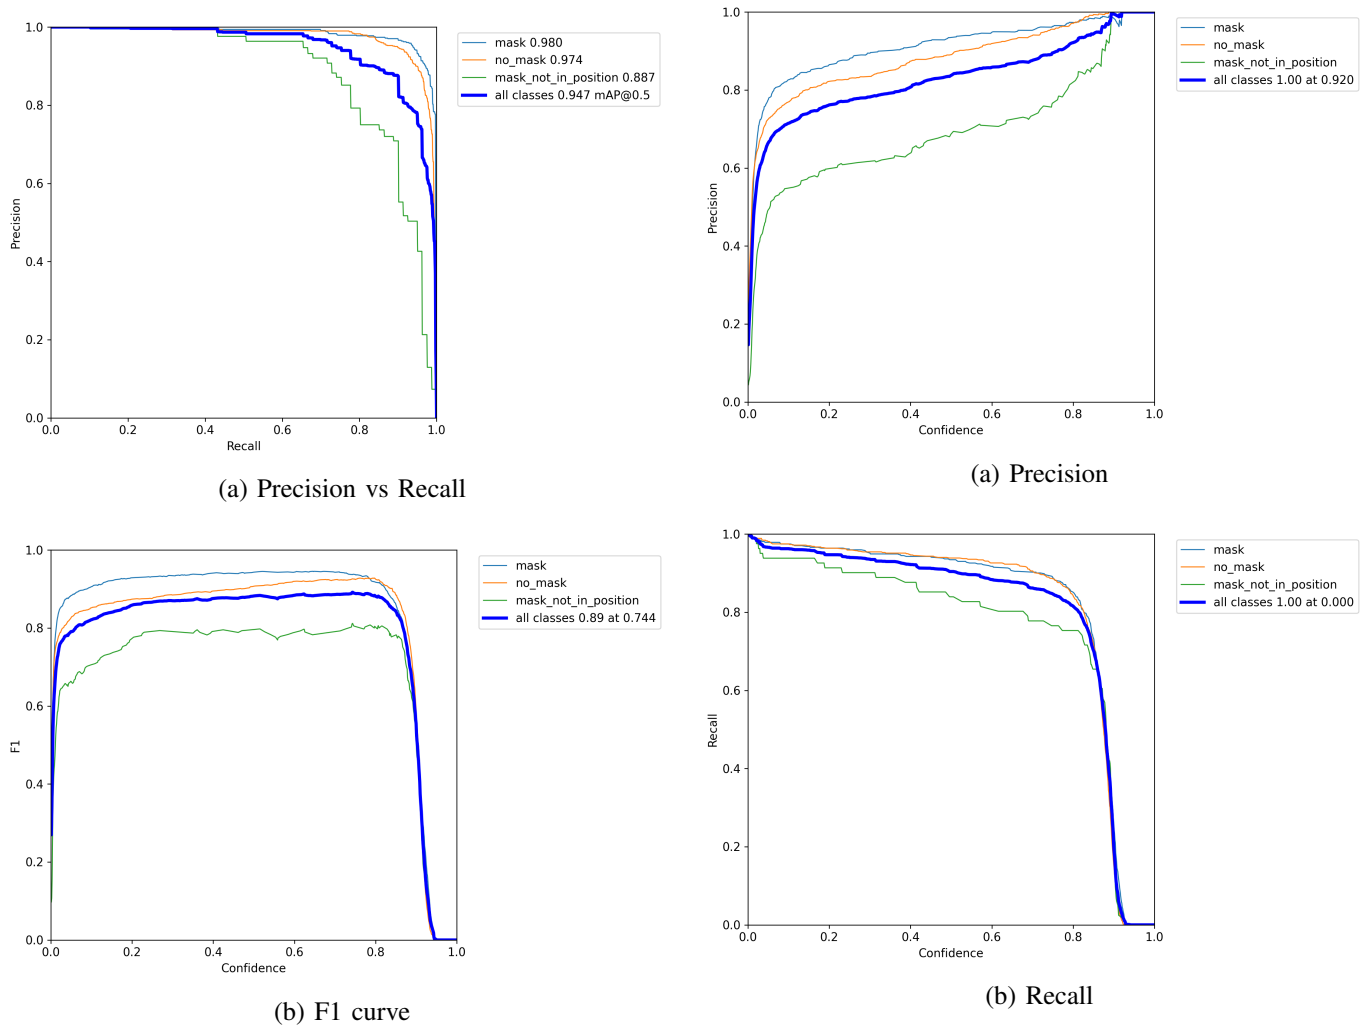 1.0
0.8
0.6
0.4
0.2
0.0
Precision
0.0 0.2 0.4 0.6 0.8 1.0
Recall
mask 0.980
no_mask 0.974
mask_not_in_position 0.887
all classes 0.947 mAP@0.5
(a) Precision vs Recall
1.0
0.8
0.6
0.4
0.2
0.0
Precision
0.0 0.2 0.4 0.6 0.8 1.0
Confidence
mask
no_mask
mask_not_in_position
all classes 1.00 at 0.920
(a) Precision
1.0
0.8
0.6
0.4
0.2
0.0
F1
0.0 0.2 0.4 0.6 0.8 1.0
Confidence
mask
no_mask
mask_not_in_position
all classes 0.89 at 0.744
(b) F1 curve
1.0
0.8
0.6
0.4
0.2
0.0
Recall
0.0 0.2 0.4 0.6 0.8 1.0
Confidence
mask
no_mask
mask_not_in_position
all classes 1.00 at 0.000
(b) Recall